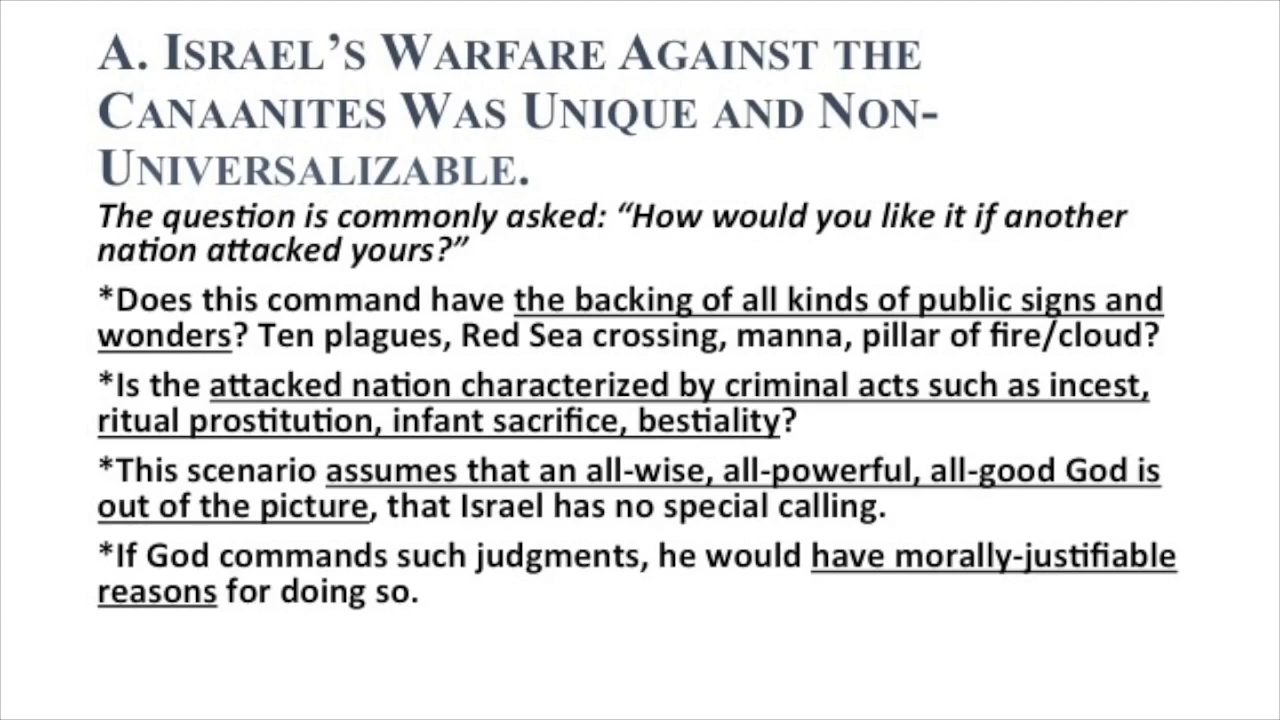 A. Israel’s Warfare Against the
Canaanites Was Unique and Non-
Universalizable.
The question is commonly asked: “How would you like it if another
nation attacked yours?”
*Does this command have the backing of all kinds of public signs and
wonders? Ten plagues, Red Sea crossing, manna, pillar of fire/cloud?
*Is the attacked nation characterized by criminal acts such as incest,
ritual prostitution, infant sacrifice, bestiality?
*This scenario assumes that an all-wise, all-powerful, all-good God is
out of the picture, that Israel has no special calling.
*If God commands such judgments, he would have morally-justifiable
reasons for doing so.